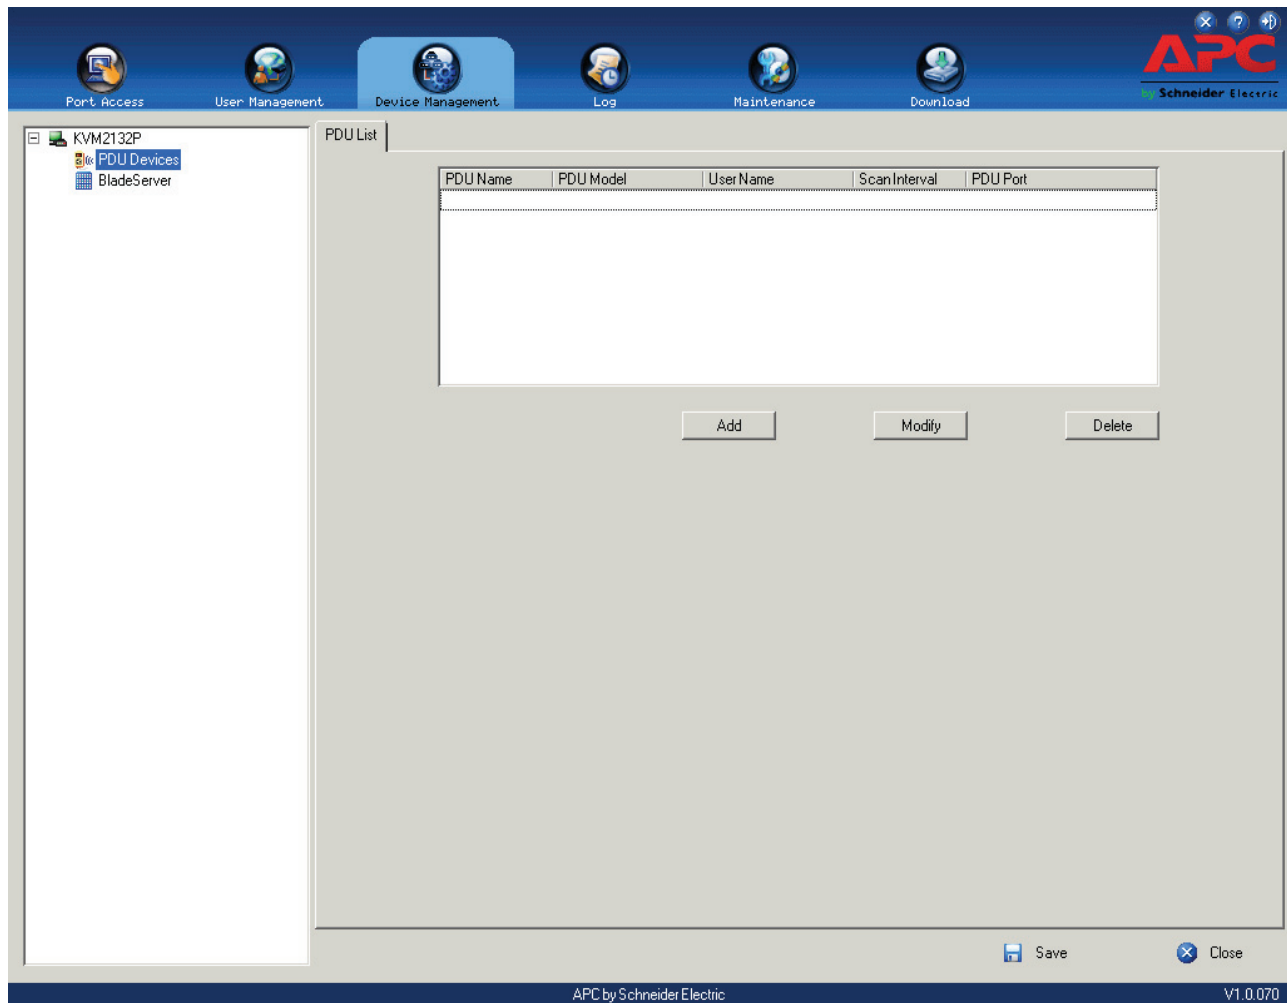 APC
by Schneider Electric
Port Access
User Management
Device Management
Log
Maintenance
Download
KVM2132P
PDU Devices
BladeServer
PDU List
PDU Name PDU Model User Name Scan Interval PDU Port
Add Modify Delete
Save Close
APC by Schneider Electric V1.0.070